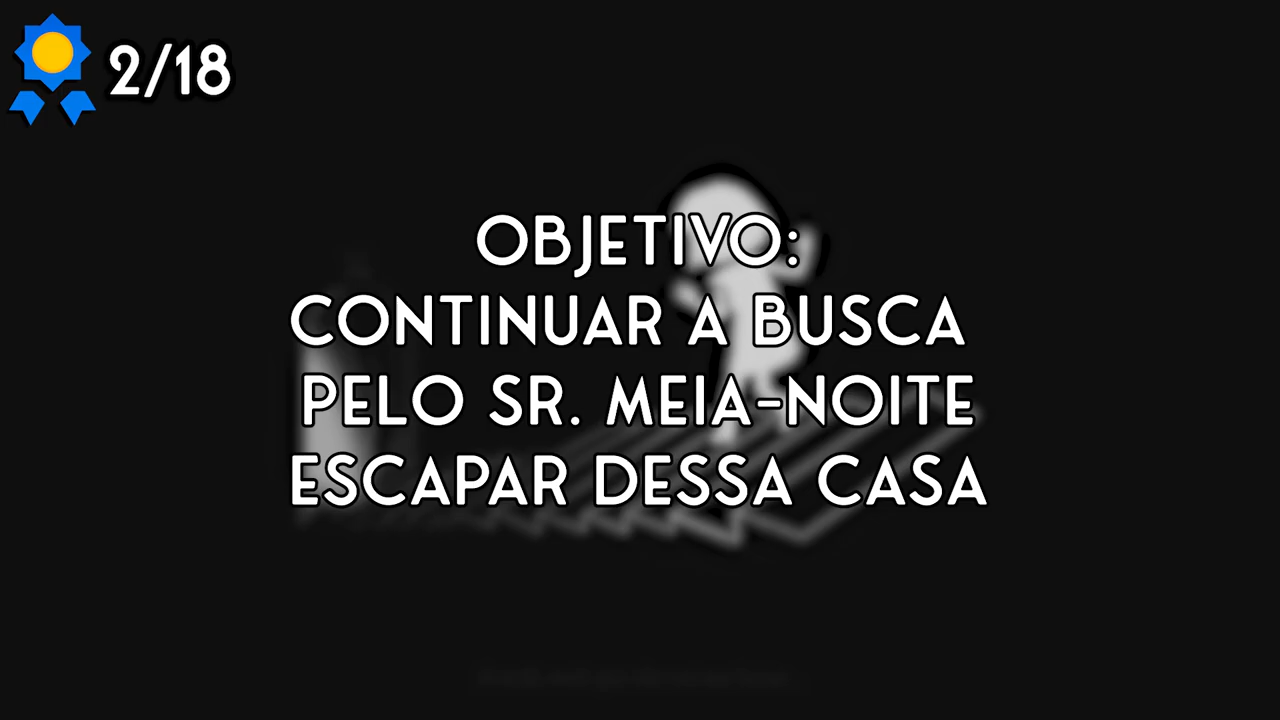 2/18
OBJETIVO:
CONTINUAR A BUSCA
PELO SR. MEIA-NOITE
ESCAPAR DESSA CASA